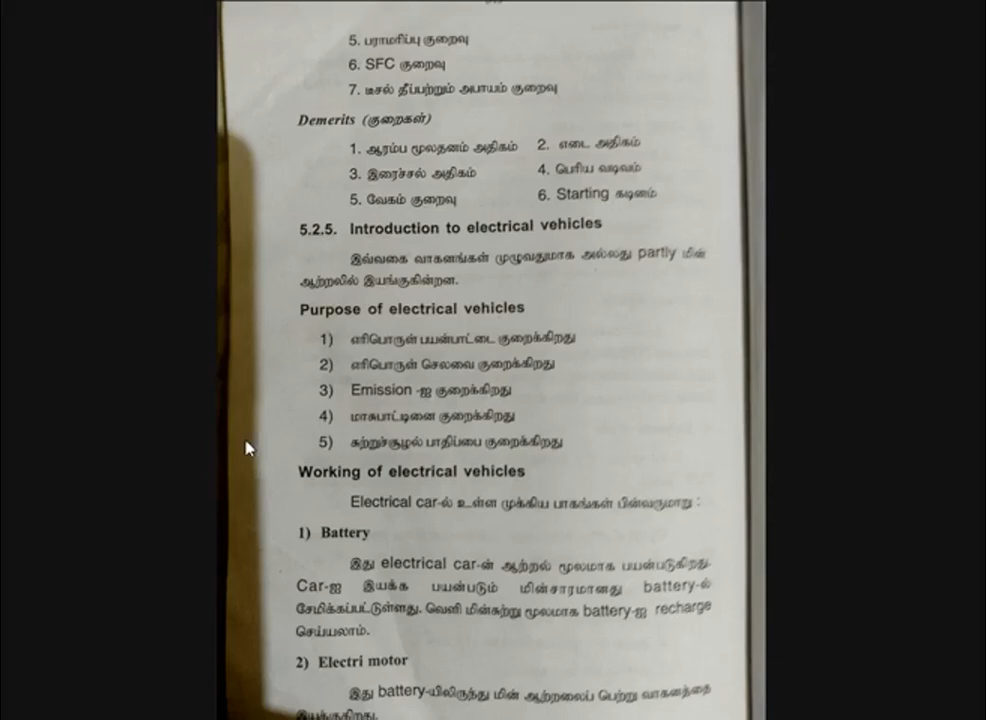 5. பராமரிப்பு குறைவு
6. SFC குறைவு
7. டீசல் தீப்பற்றும் அபாயம் குறைவு
Demerits (குறைகள்)
1. ஆரம்ப மூலதனம் அதிகம் 2. எடை அதிகம்
3. இரைச்சல் அதிகம் 4. பெரிய வடிவம்
5. வேகம் குறைவு 6. Starting கடினம்
5.2.5. Introduction to electrical vehicles
இவ்வகை வாகனங்கள் முழுவதுமாக அல்லது partly மின்
ஆற்றலில் இயங்குகின்றன.
Purpose of electrical vehicles
1) எரிபொருள் பயன்பாட்டை குறைக்கிறது
2) எரிபொருள் செலவை குறைக்கிறது
3) Emission -ஐ குறைக்கிறது
4) மாசுபாட்டினை குறைக்கிறது
5) சுற்றுச்சூழல் பாதிப்பை குறைக்கிறது
Working of electrical vehicles
Electrical car-ல் உள்ள முக்கிய பாகங்கள் பின்வருமாறு :
1) Battery
இது electrical car-ன் ஆற்றல் மூலமாக பயன்படுகிறது.
Car-ஐ இயக்க பயன்படும் மின்சாரமானது battery-ல்
சேமிக்கப்பட்டுள்ளது. வெளி மின்சுற்று மூலமாக battery-ஐ recharge
செய்யலாம்.
2) Electri motor
இது battery-யிலிருந்து மின் ஆற்றலைப் பெற்று வாகனத்தை
இயக்குகிறது.